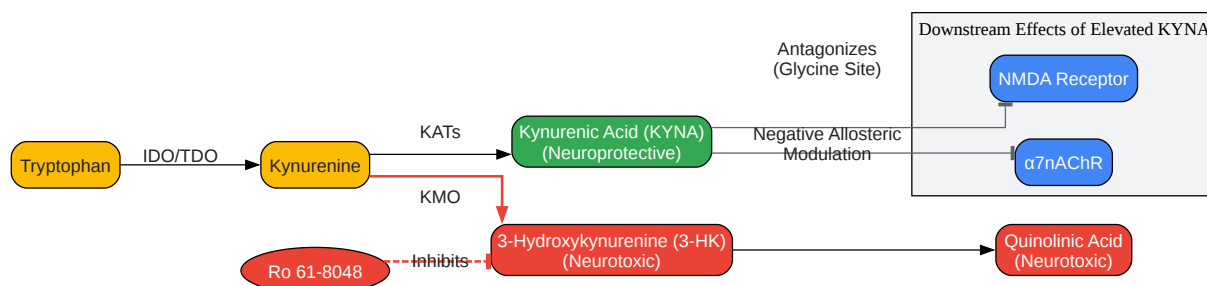 Downstream Effects of Elevated KYNA
Antagonizes
(Glycine Site)
NMDA Receptor
KATs
Kynurenic Acid (KYNA)
(Neuroprotective)
Negative Allosteric
Modulation
Tryptophan
IDO/TDO
Kynurenine
α7nAChR
KMO
3-Hydroxykynurenine (3-HK)
(Neurotoxic)
Quinolinic Acid
(Neurotoxic)
Ro 61-8048
Inhibits